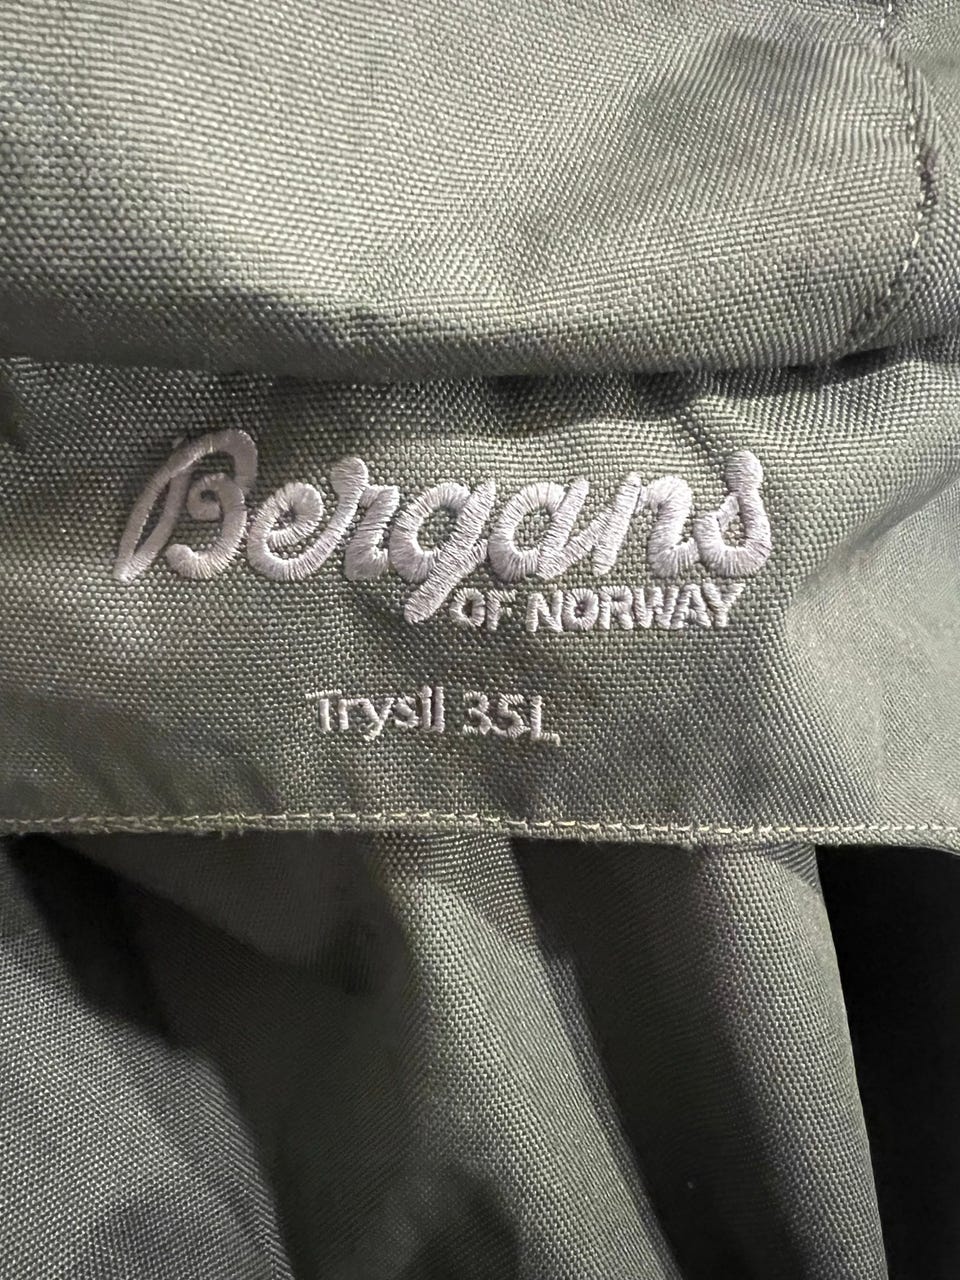 Bergans
OF NORWAY
Trysil 35L